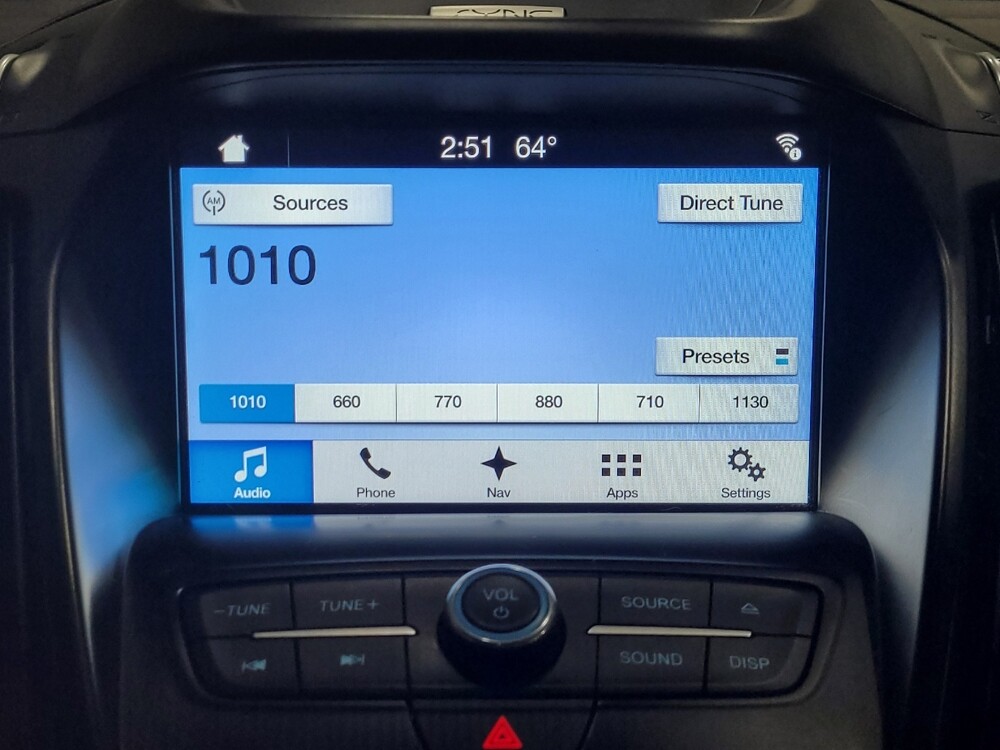 SYNC
2:51 64°
AM Sources
Direct Tune
1010
Presets
1010 660 770 880 710 1130
Audio Phone Nav Apps Settings
-TUNE TUNE+ VOL SOURCE
SOUND DISP